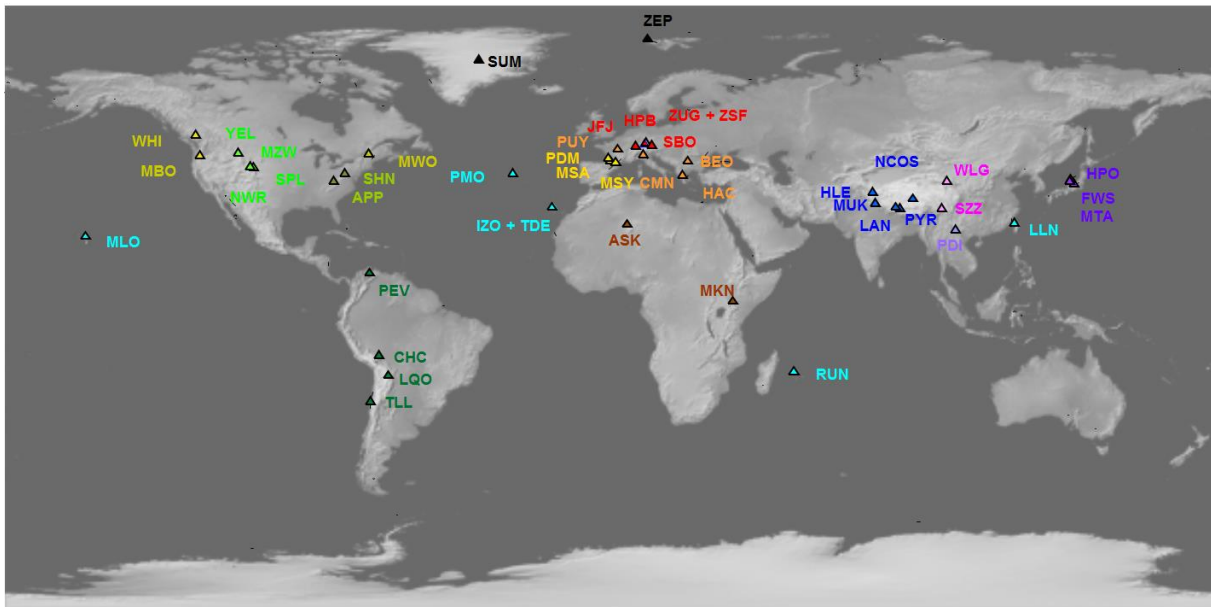 ZEP
SUM
ZUG + ZSF
HPB
JFJ
WHI
YEL
PUY
SBO
MZW
MWO
PDM
BEO
NCOS
MBO
MSA
WLG
HPO
SPL
SHN
PMO
MSY
CMN
HLE
NWR
APP
HAC
MUK
FWS
SZZ
MTA
IZO + TDE
LAN
PYR
LLN
MLO
ASK
PDI
PEV
MKN
CHC
RUN
LQO
TLL